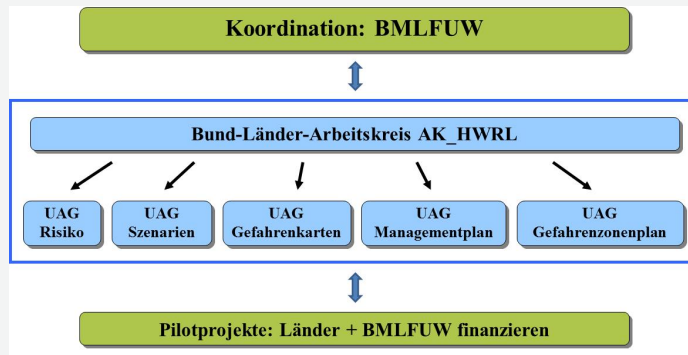 Koordination: BMLFUW
Bund-Länder-Arbeitskreis AK_HWRL
UAG
Risiko
UAG
Szenarien
UAG
Gefahrenkarten
UAG
Managementplan
UAG
Gefahrenzonenplan
Pilotprojekte: Länder + BMLFUW finanzieren